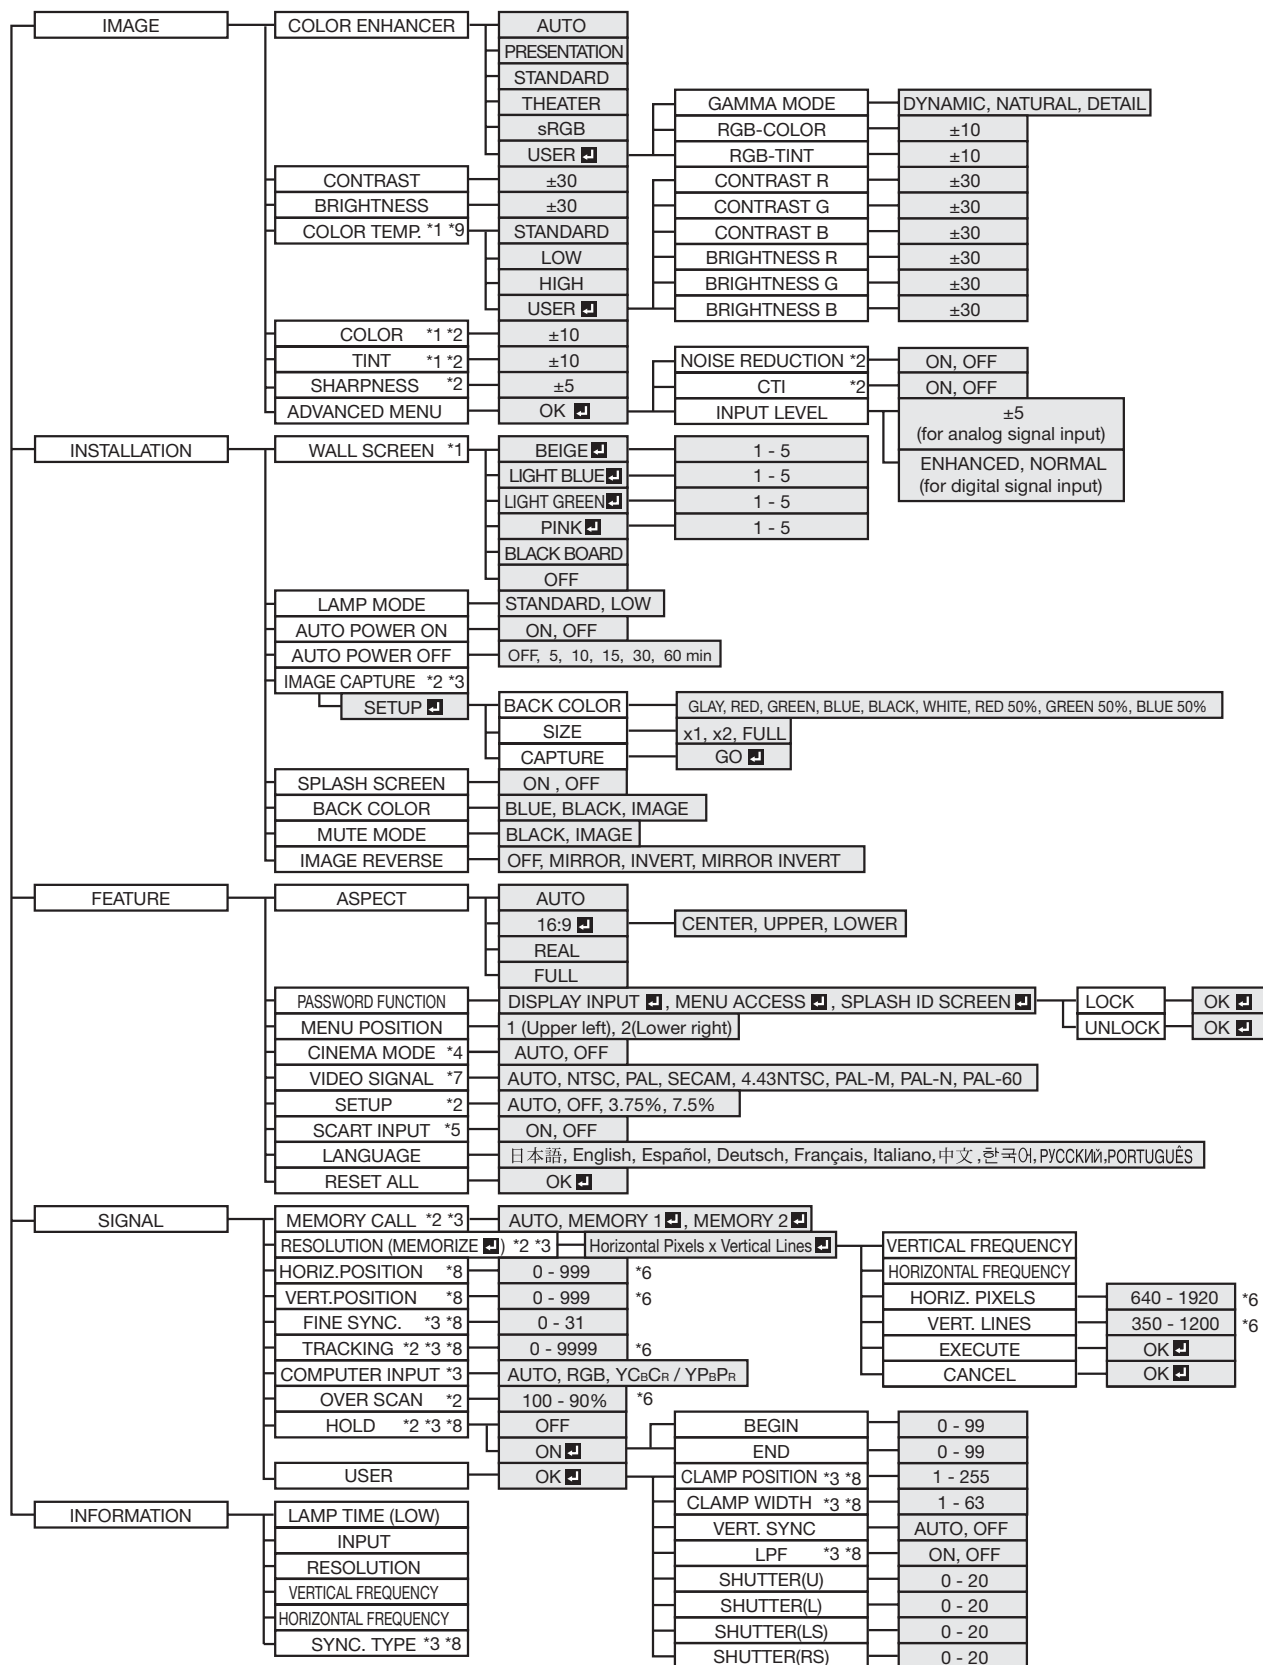 IMAGE COLOR ENHANCER AUTO
PRESENTATION
STANDARD
THEATER GAMMA MODE DYNAMIC, NATURAL, DETAIL
sRGB RGB-COLOR ±10
USER RGB-TINT ±10
CONTRAST ±30 CONTRAST R ±30
BRIGHTNESS ±30 CONTRAST G ±30
COLOR TEMP. *1 *9 STANDARD CONTRAST B ±30
LOW BRIGHTNESS R ±30
HIGH BRIGHTNESS G ±30
USER BRIGHTNESS B ±30
COLOR *1 *2 ±10
TINT *1 *2 ±10 NOISE REDUCTION *2 ON, OFF
SHARPNESS *2 ±5 CTI *2 ON, OFF
ADVANCED MENU OK INPUT LEVEL ±5
(for analog signal input)
ENHANCED, NORMAL
(for digital signal input)
INSTALLATION WALL SCREEN *1 BEIGE 1 - 5
LIGHT BLUE 1 - 5
LIGHT GREEN 1 - 5
PINK 1 - 5
BLACK BOARD
OFF
LAMP MODE STANDARD, LOW
AUTO POWER ON ON, OFF
AUTO POWER OFF OFF, 5, 10, 15, 30, 60 min
IMAGE CAPTURE *2 *3
SETUP BACK COLOR GLAY, RED, GREEN, BLUE, BLACK, WHITE, RED 50%, GREEN 50%, BLUE 50%
SIZE x1, x2, FULL
CAPTURE GO
SPLASH SCREEN ON , OFF
BACK COLOR BLUE, BLACK, IMAGE
MUTE MODE BLACK, IMAGE
IMAGE REVERSE OFF, MIRROR, INVERT, MIRROR INVERT
FEATURE ASPECT AUTO
16:9 CENTER, UPPER, LOWER
REAL
FULL
PASSWORD FUNCTION DISPLAY INPUT , MENU ACCESS , SPLASH ID SCREEN LOCK OK
MENU POSITION 1 (Upper left), 2(Lower right) UNLOCK OK
CINEMA MODE *4 AUTO, OFF
VIDEO SIGNAL *7 AUTO, NTSC, PAL, SECAM, 4.43NTSC, PAL-M, PAL-N, PAL-60
SETUP *2 AUTO, OFF, 3.75%, 7.5%
SCART INPUT *5 ON, OFF
LANGUAGE 日本語, English, Español, Deutsch, Français, Italiano, 中文 ,한국어, РУССКИЙ,PORTUGUÊS
RESET ALL OK
SIGNAL MEMORY CALL *2 *3 AUTO, MEMORY 1 , MEMORY 2
RESOLUTION (MEMORIZE ) *2 *3 Horizontal Pixels x Vertical Lines VERTICAL FREQUENCY
HORIZ.POSITION *8 0 - 999 *6 HORIZONTAL FREQUENCY
VERT.POSITION *8 0 - 999 *6 HORIZ. PIXELS 640 - 1920 *6
FINE SYNC. *3 *8 0 - 31 VERT. LINES 350 - 1200 *6
TRACKING *2 *3 *8 0 - 9999 *6 EXECUTE OK
COMPUTER INPUT *3 AUTO, RGB, YCBCR / YPBPR CANCEL OK
OVER SCAN *2 100 - 90% *6
HOLD *2 *3 *8 OFF BEGIN 0 - 99
ON END 0 - 99
USER OK CLAMP POSITION *3 *8 1 - 255
CLAMP WIDTH *3 *8 1 - 63
INFORMATION LAMP TIME (LOW) VERT. SYNC AUTO, OFF
INPUT LPF *3 *8 ON, OFF
RESOLUTION SHUTTER(U) 0 - 20
VERTICAL FREQUENCY SHUTTER(L) 0 - 20
HORIZONTAL FREQUENCY SHUTTER(LS) 0 - 20
SYNC. TYPE *3 *8 SHUTTER(RS) 0 - 20